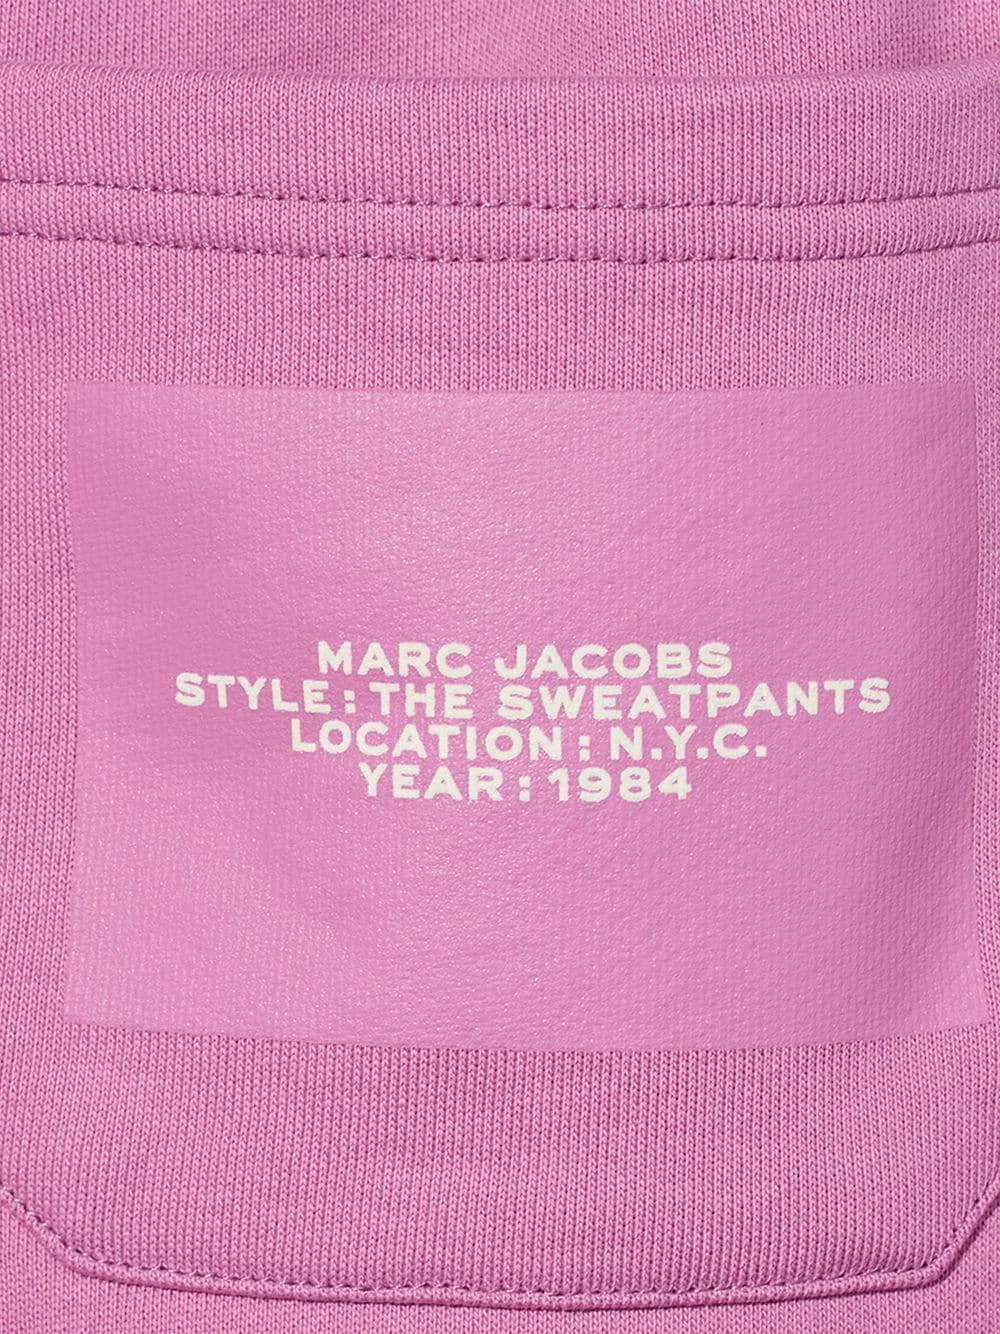 MARC JACOBS
STYLE : THE SWEATPANTS
LOCATION : N.Y.C.
YEAR : 1984